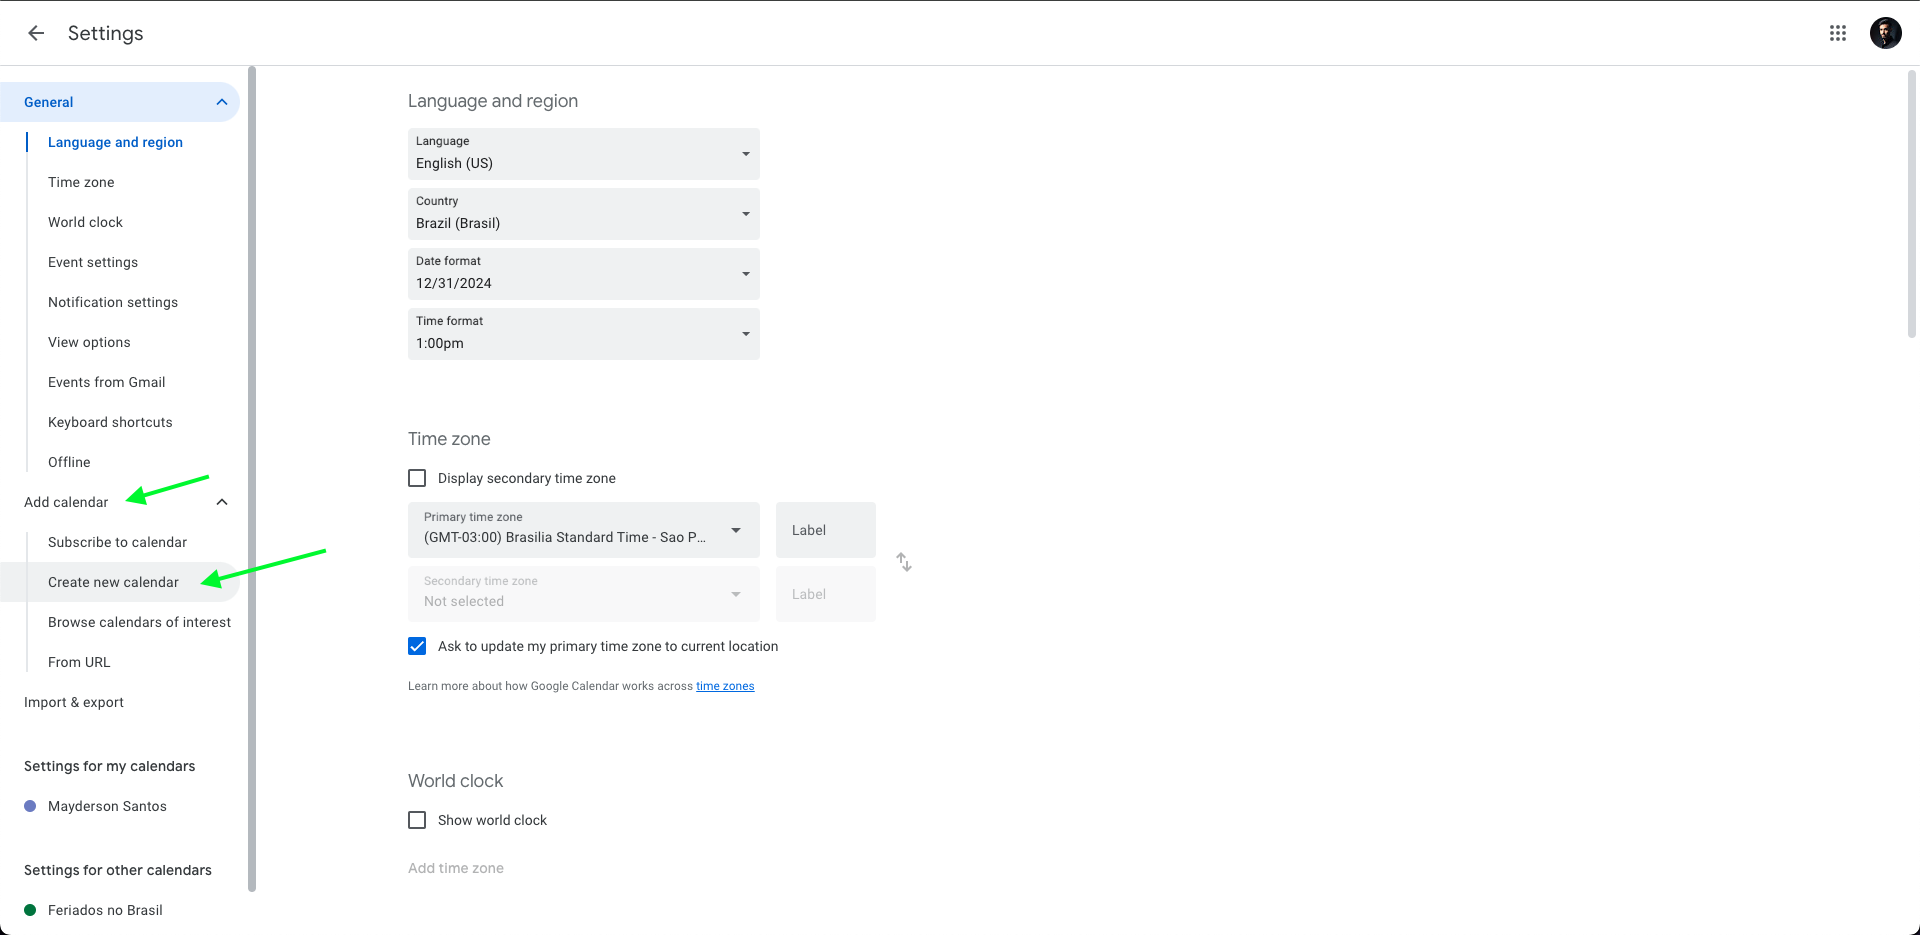 Settings
General
Language and region
Time zone
World clock
Event settings
Notification settings
View options
Events from Gmail
Keyboard shortcuts
Offline
Add calendar
Subscribe to calendar
Create new calendar
Browse calendars of interest
From URL
Import & export
Settings for my calendars
Mayderson Santos
Settings for other calendars
Feriados no Brasil
Language and region
Language
English (US)
Country
Brazil (Brasil)
Date format
12/31/2024
Time format
1:00pm
Time zone
Display secondary time zone
Primary time zone
(GMT-03:00) Brasilia Standard Time - Sao P...
Label
Secondary time zone
Not selected
Label
Ask to update my primary time zone to current location
Learn more about how Google Calendar works across time zones
World clock
Show world clock
Add time zone